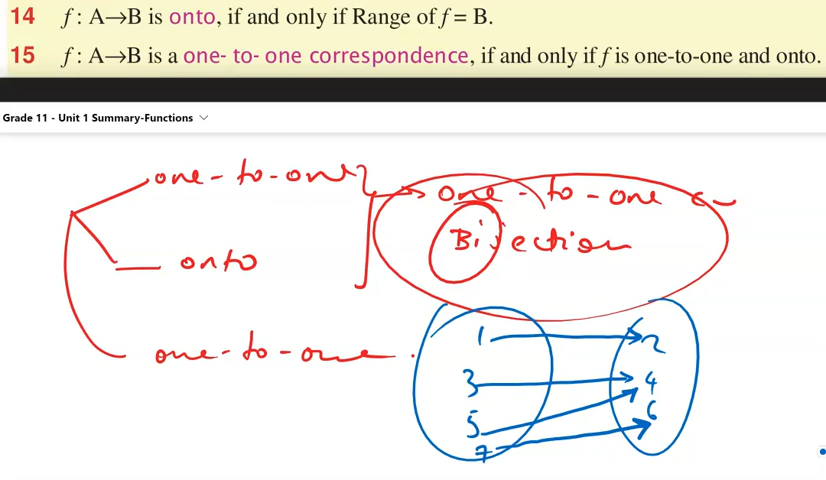 14 f : A→B is onto, if and only if Range of f = B.
15 f : A→B is a one- to- one correspondence, if and only if f is one-to-one and onto.
Grade 11 - Unit 1 Summary-Functions
one-to-one
one-to-one
Bijection
onto
one-to-one
1 2
3 4
5 6
7